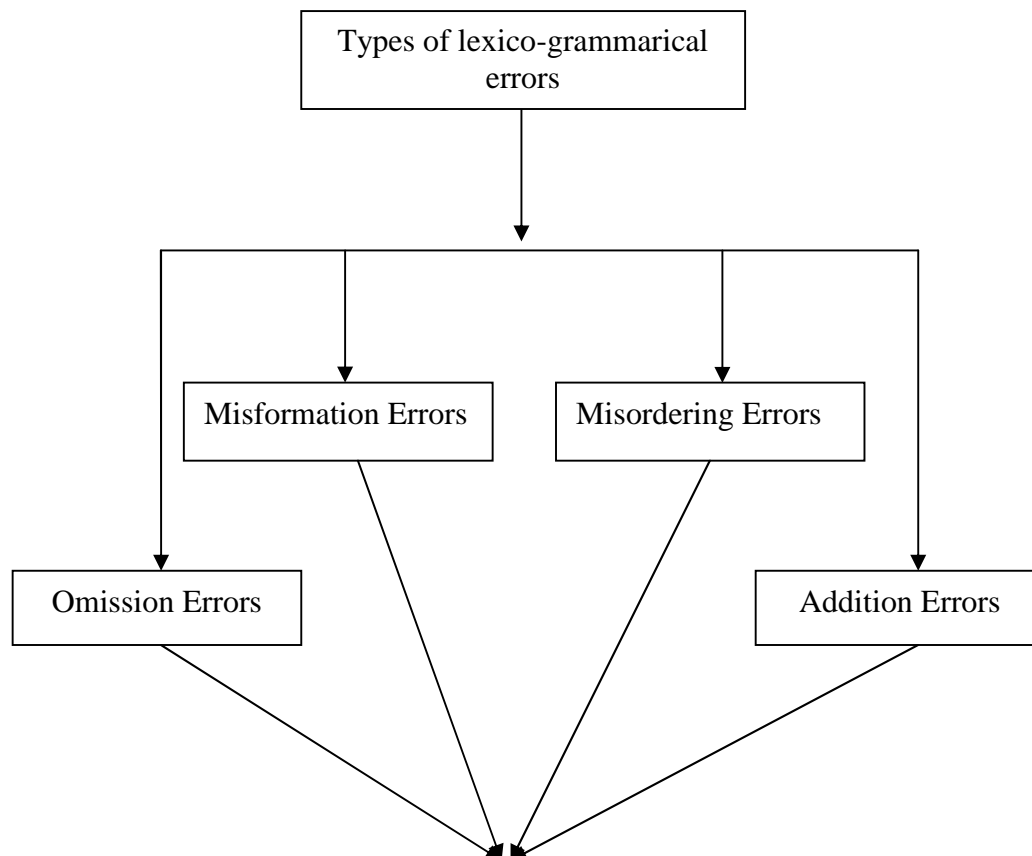 Types of lexico-grammarical
errors
Misformation Errors
Misordering Errors
Omission Errors
Addition Errors